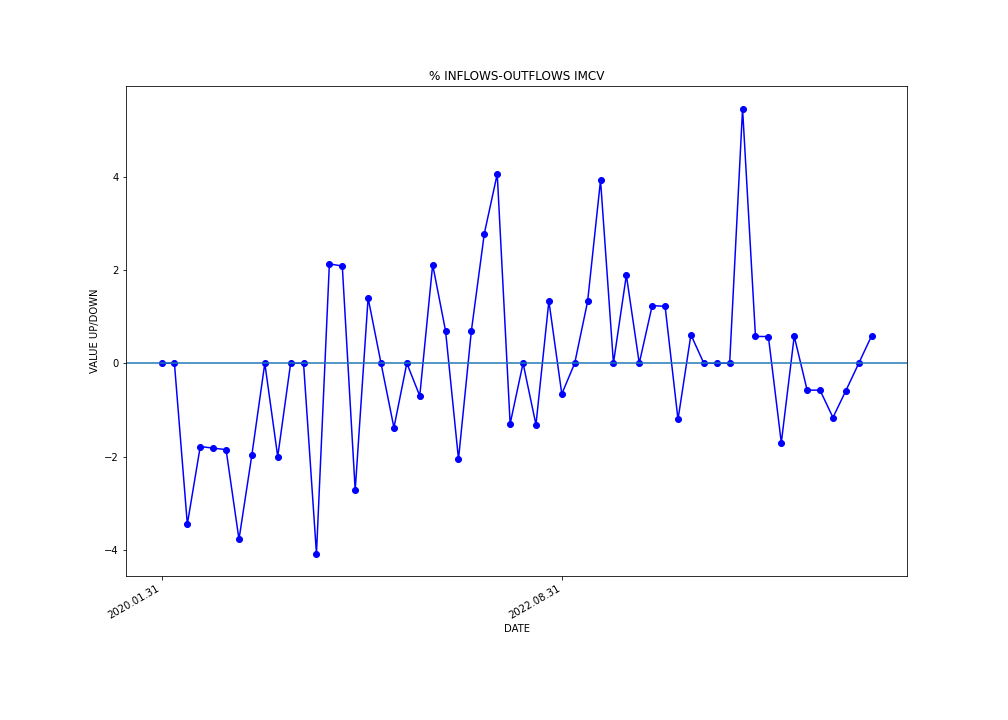 % INFLOWS-OUTFLOWS IMCV
VALUE UP/DOWN
4
2
0
−2
−4
2020.01.31
2022.08.31
DATE